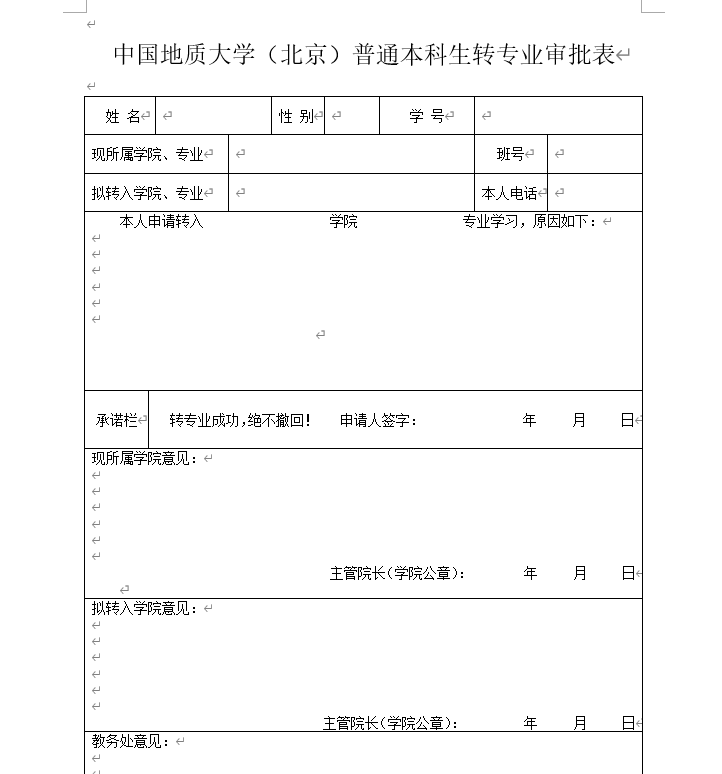 中国地质大学（北京）普通本科生转专业审批表
姓 名 性 别 学 号
现所属学院、专业 班号
拟转入学院、专业 本人电话
本人申请转入 学院 专业学习，原因如下：
承诺栏 转专业成功，绝不撤回！ 申请人签字： 年 月 日
现所属学院意见：
主管院长（学院公章）： 年 月 日
拟转入学院意见：
主管院长（学院公章）： 年 月 日
教务处意见：